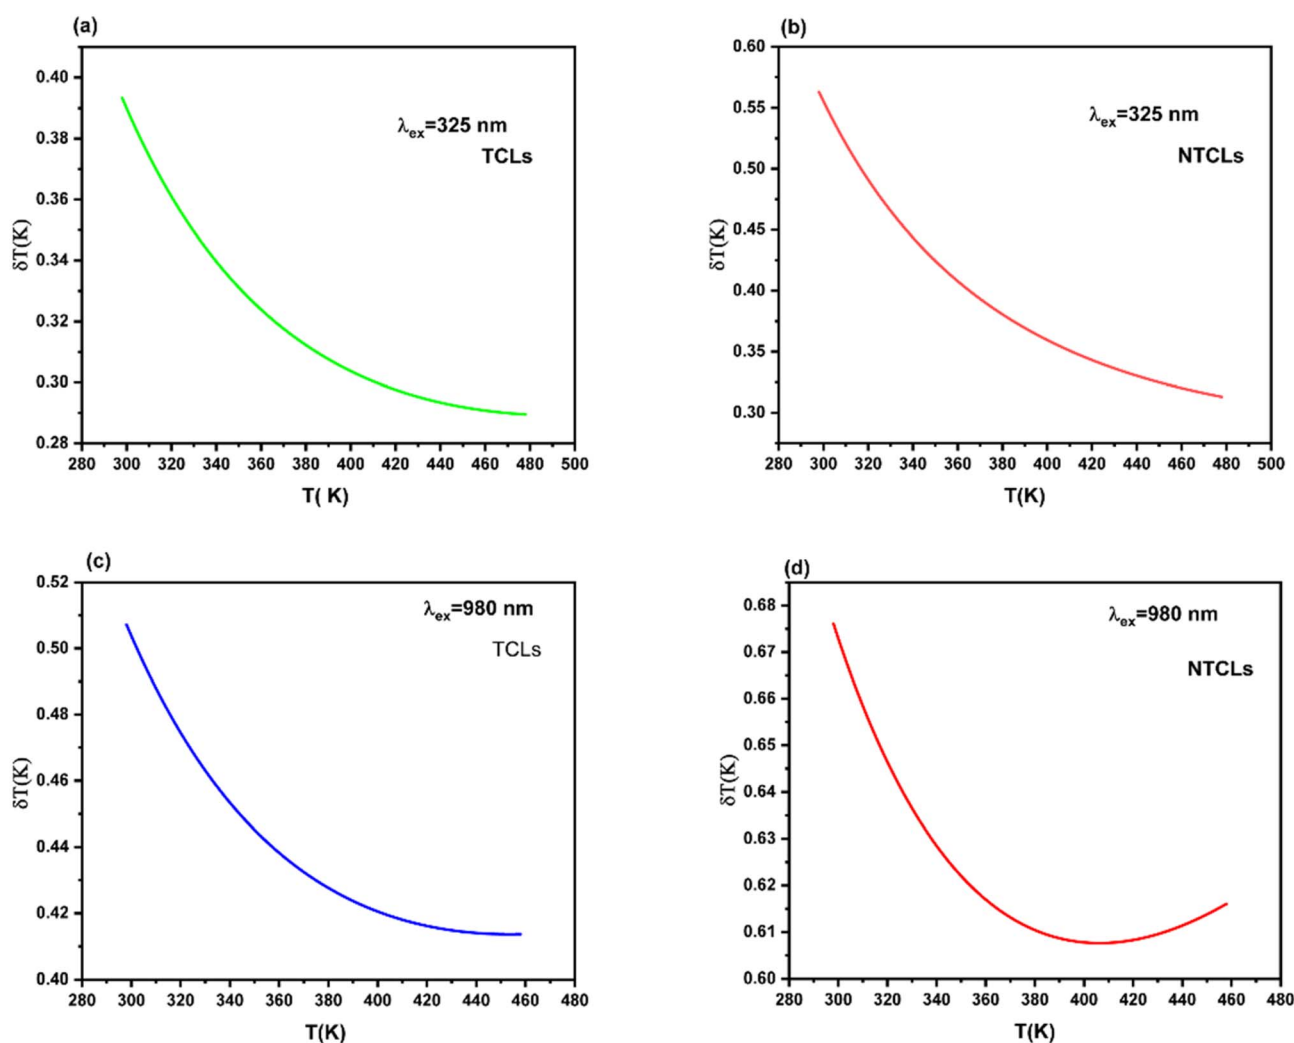 (a)
0.40
0.38
0.36
0.34
0.32
0.30
0.28
δT(K)
λex=325 nm
TCLs
280 300 320 340 360 380 400 420 440 460 480 500
T( K)
(b)
0.60
0.55
0.50
0.45
0.40
0.35
0.30
δT(K)
λex=325 nm
NTCLs
280 300 320 340 360 380 400 420 440 460 480 500
T(K)
(c)
0.52
0.50
0.48
0.46
0.44
0.42
0.40
δT(K)
λex=980 nm
TCLs
280 300 320 340 360 380 400 420 440 460 480
T(K)
(d)
0.68
0.67
0.66
0.65
0.64
0.63
0.62
0.61
0.60
δT(K)
λex=980 nm
NTCLs
280 300 320 340 360 380 400 420 440 460 480
T(K)